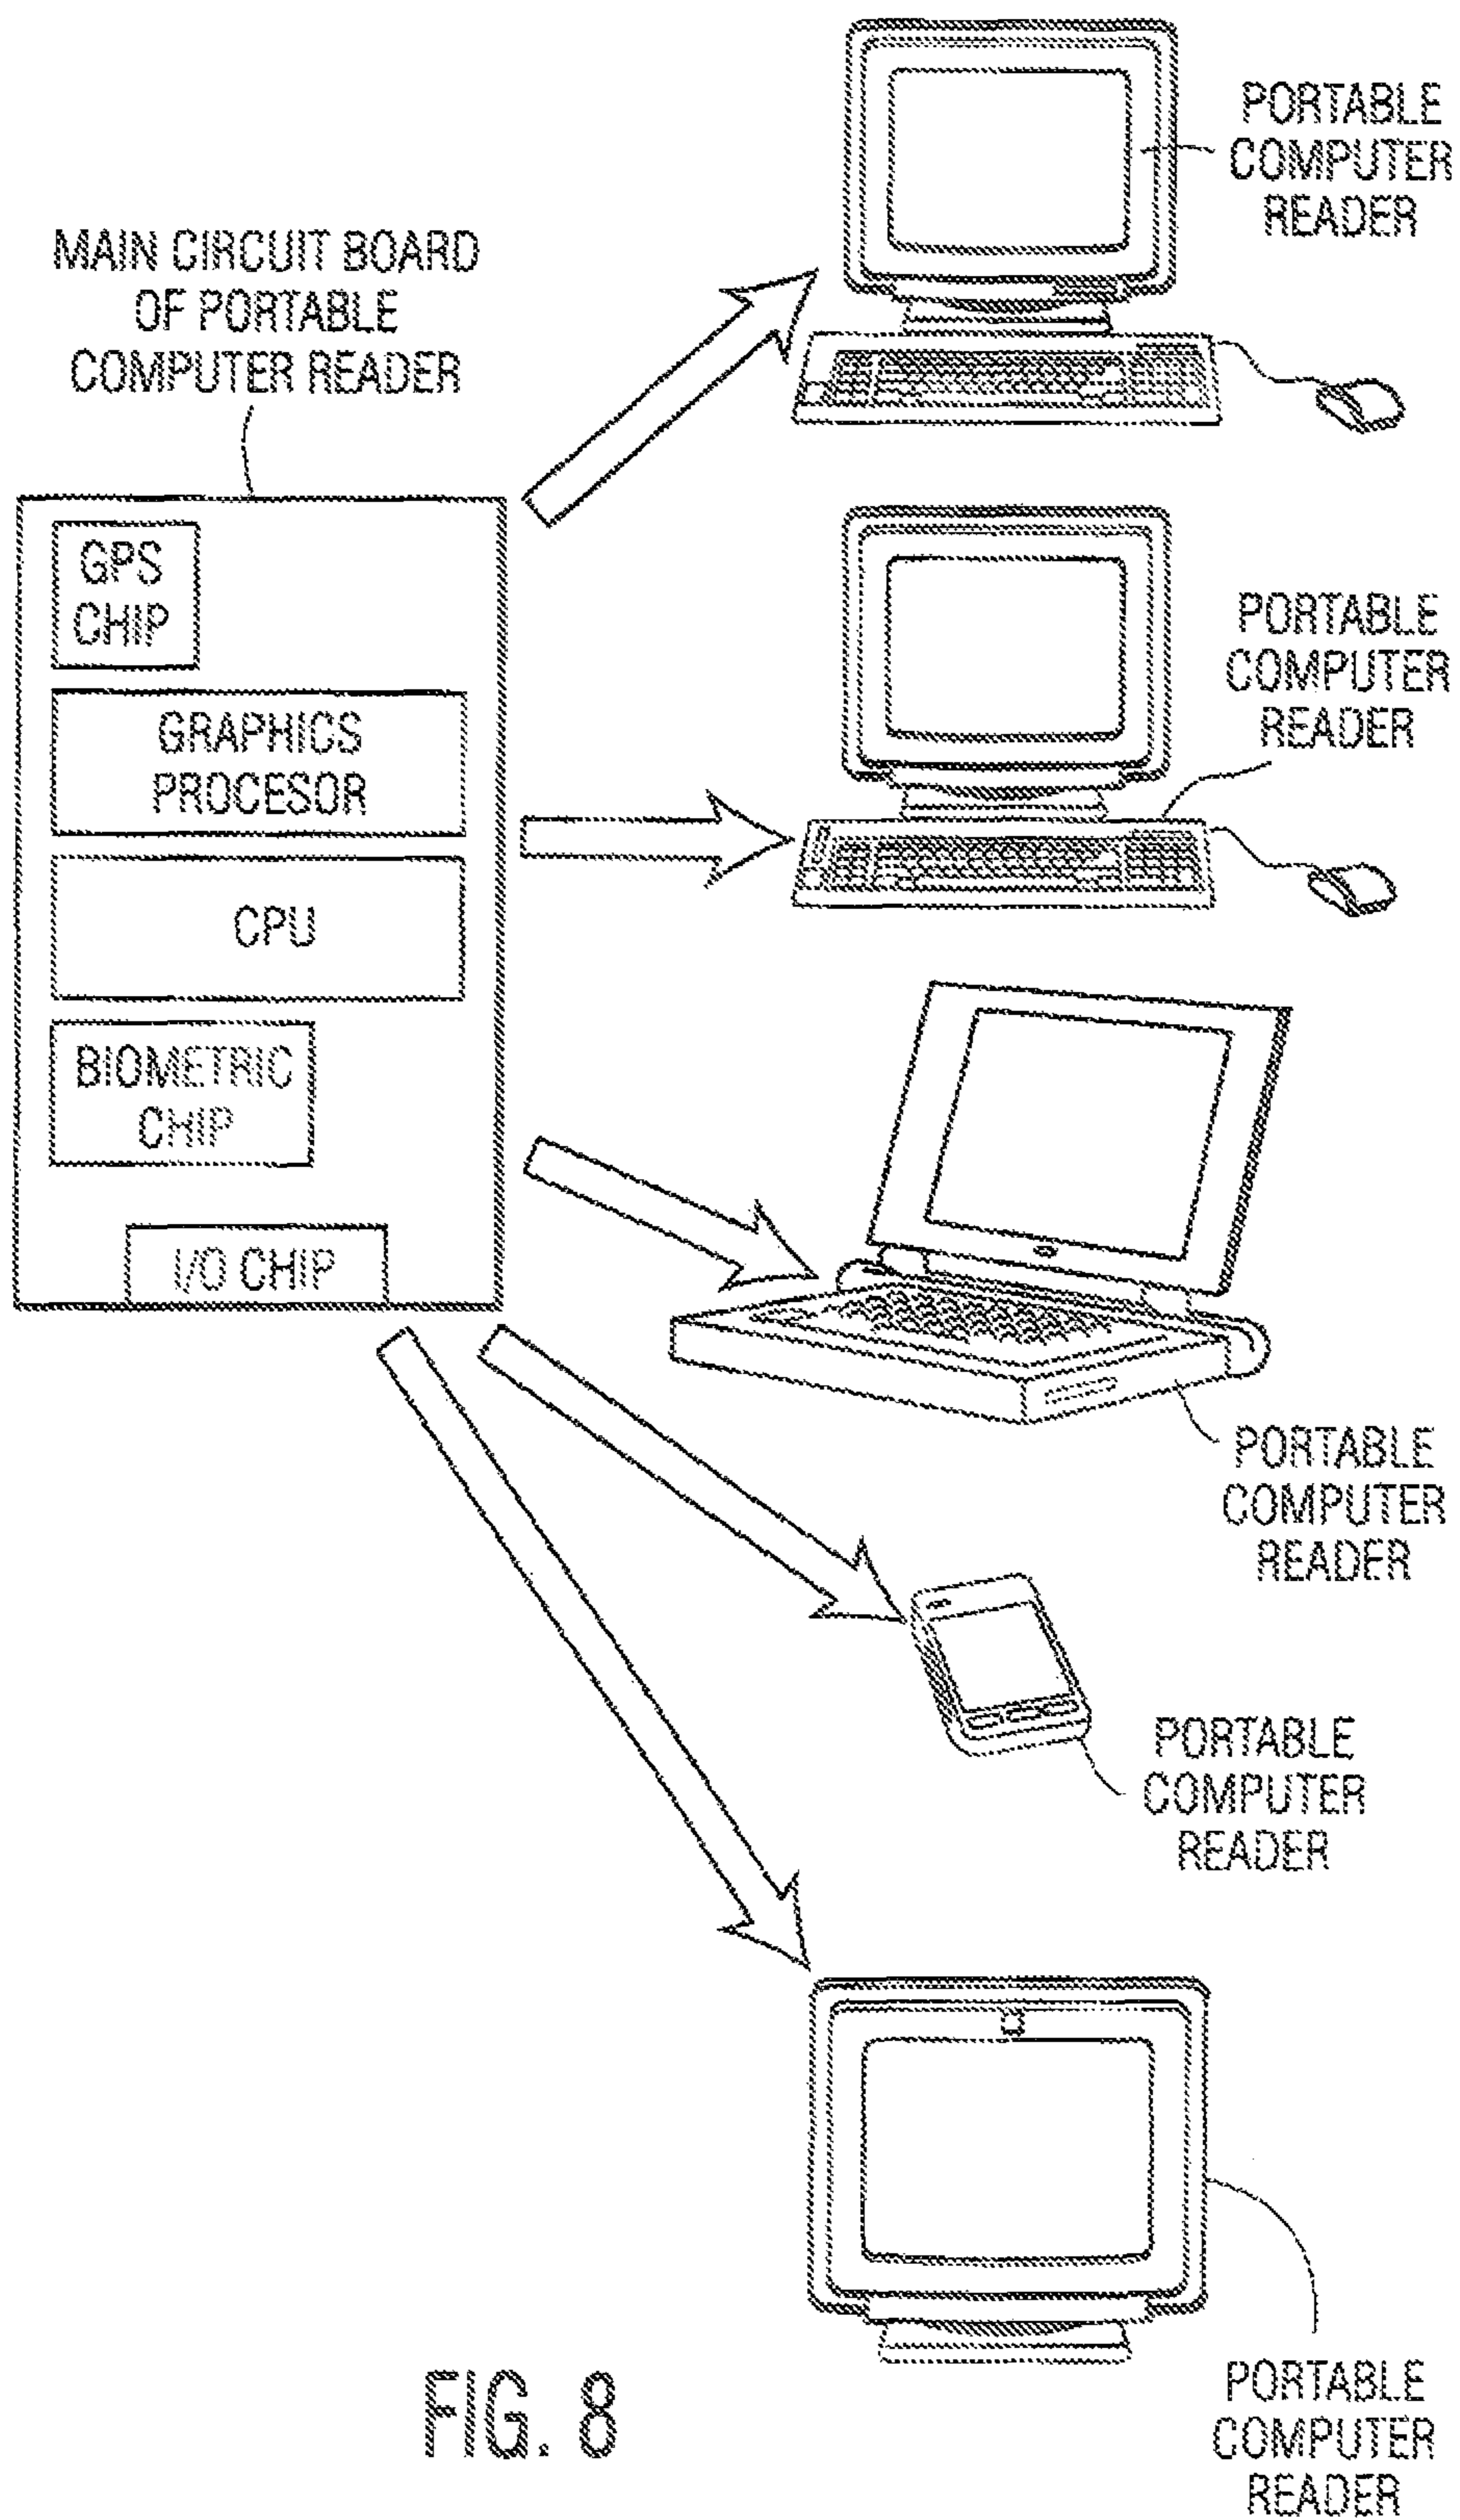 PORTABLE
COMPUTER
READER
MAIN CIRCUIT BOARD
OF PORTABLE
COMPUTER READER
GPS
CHIP
GRAPHICS
PROCESOR
CPU
BIOMETRIC
CHIP
I/O CHIP
PORTABLE
COMPUTER
READER
PORTABLE
COMPUTER
READER
PORTABLE
COMPUTER
READER
PORTABLE
COMPUTER
READER
FIG. 8